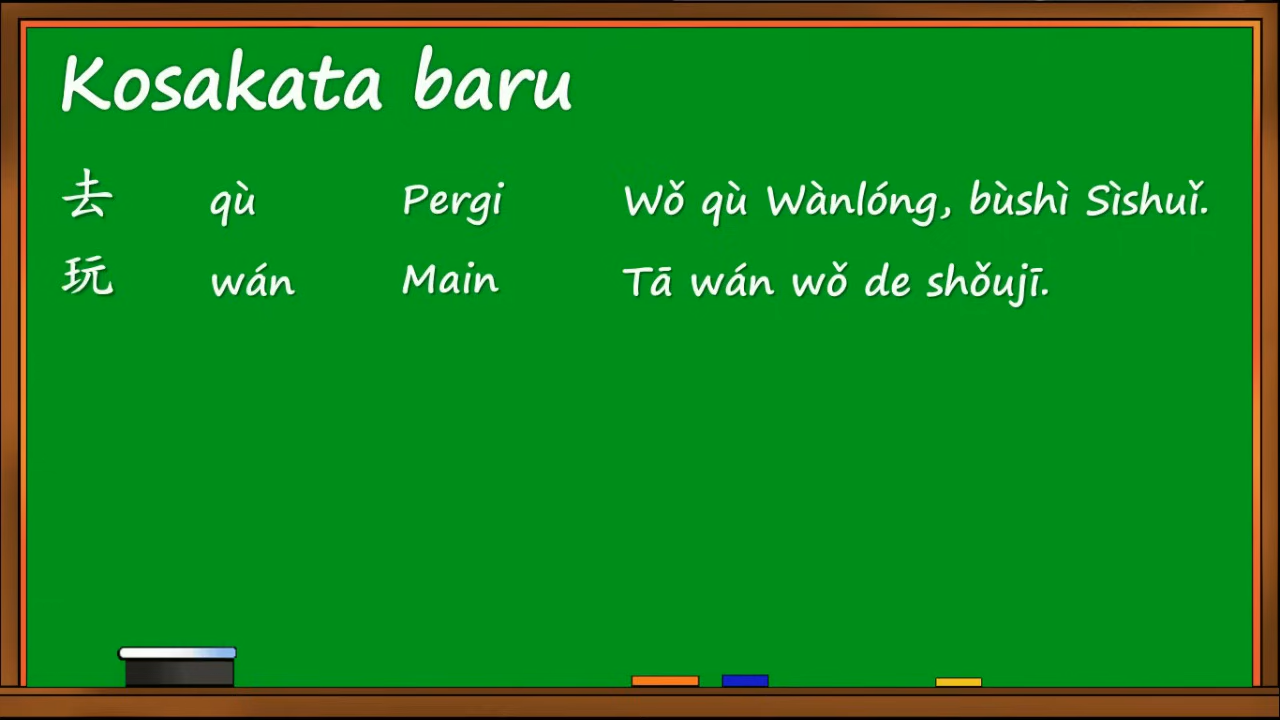 Kosakata baru
去 qù Pergi Wǒ qù Wànlóng, bùshì Sìshuǐ.
玩 wán Main Tā wán wǒ de shǒujī.